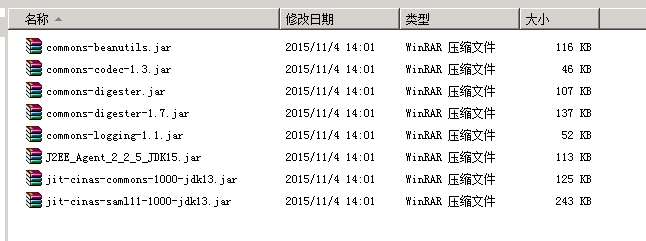 名称 修改日期 类型 大小
commons-beanutils.jar 2015/11/4 14:01 WinRAR 压缩文件 116 KB
commons-codec-1.3.jar 2015/11/4 14:01 WinRAR 压缩文件 46 KB
commons-digester.jar 2015/11/4 14:01 WinRAR 压缩文件 107 KB
commons-digester-1.7.jar 2015/11/4 14:01 WinRAR 压缩文件 137 KB
commons-logging-1.1.jar 2015/11/4 14:01 WinRAR 压缩文件 52 KB
J2EE_Agent_2_2_5_JDK15.jar 2015/11/4 14:01 WinRAR 压缩文件 113 KB
jit-cinas-commons-1000-jdk13.jar 2015/11/4 14:01 WinRAR 压缩文件 125 KB
jit-cinas-saml11-1000-jdk13.jar 2015/11/4 14:01 WinRAR 压缩文件 243 KB